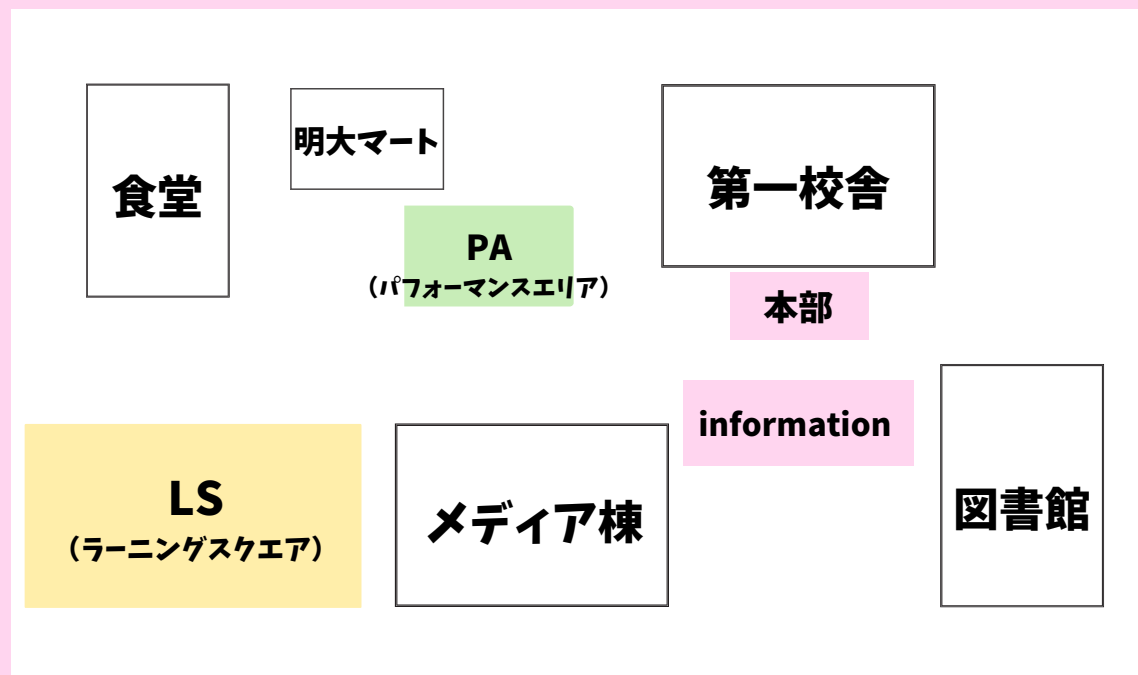 食堂
明大マート
第一校舎
PA
（パフォーマンスエリア）
本部
information
LS
（ラーニングスクエア）
メディア棟
図書館